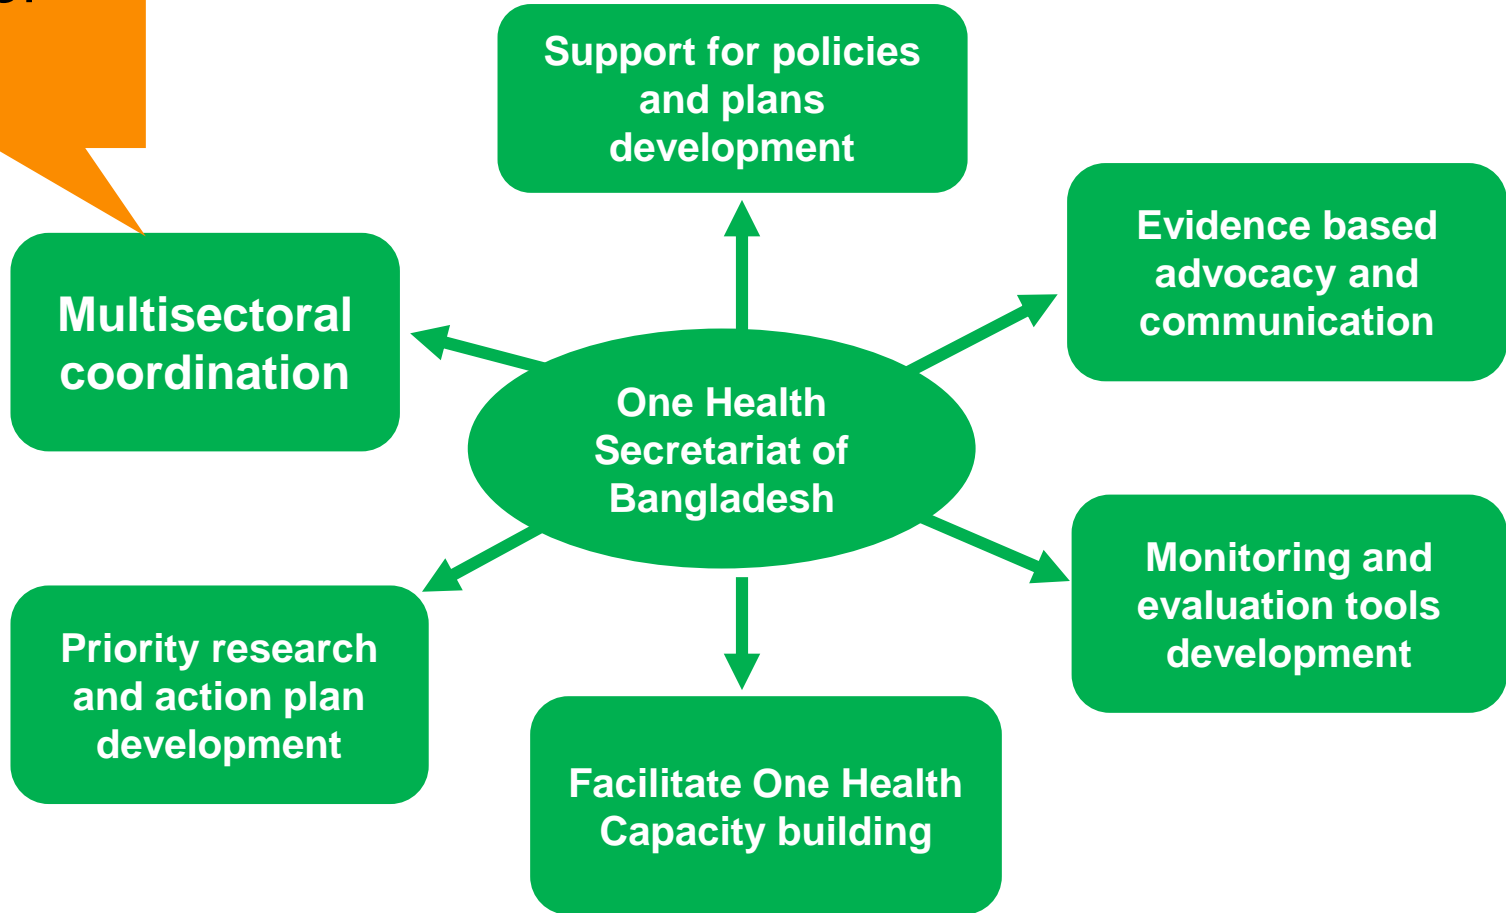 Support for policies
and plans
development
Evidence based
advocacy and
communication
Multisectoral
coordination
One Health
Secretariat of
Bangladesh
Monitoring and
evaluation tools
development
Priority research
and action plan
development
Facilitate One Health
Capacity building